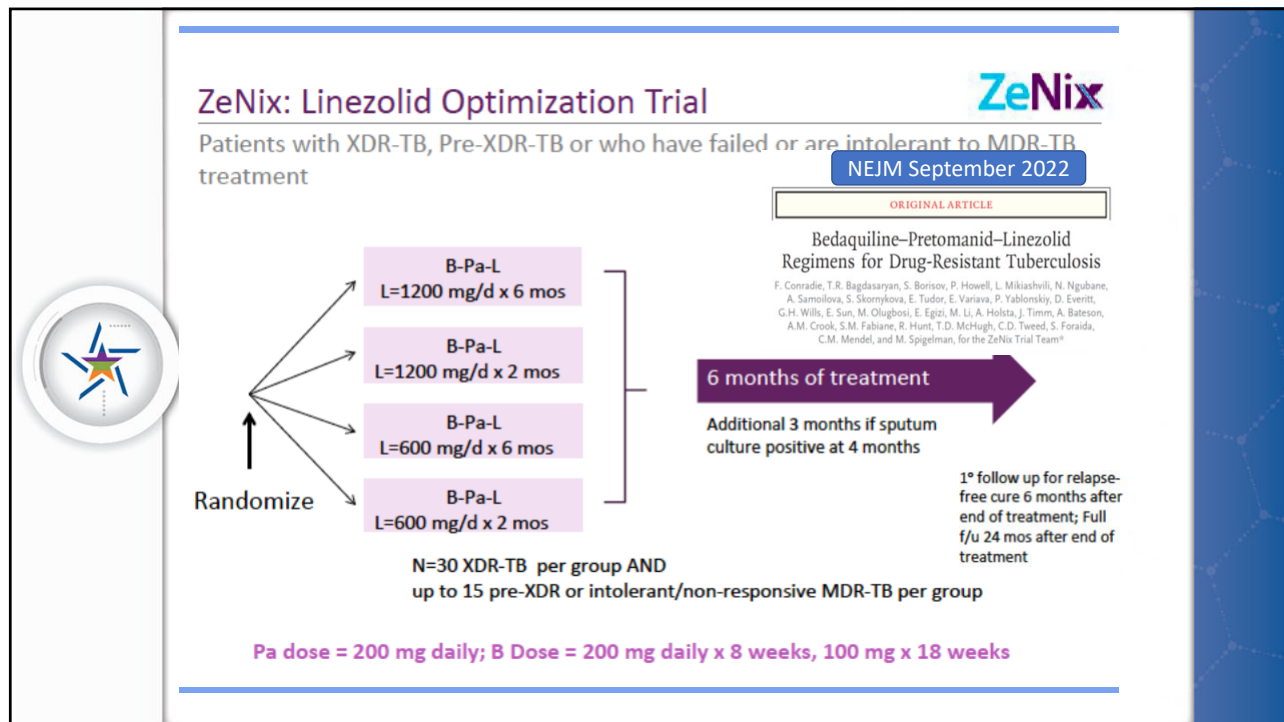 ZeNix: Linezolid Optimization Trial
ZeNix
Patients with XDR-TB, Pre-XDR-TB or who have failed or are intolerant to MDR-TB
treatment
NEJM September 2022
ORIGINAL ARTICLE
Bedaquiline–Pretomanid–Linezolid
Regimens for Drug-Resistant Tuberculosis
F. Conradie, T.R. Bagdasaryan, S. Borisov, P. Howell, L. Mikiashvili, N. Ngubane,
A. Samoilova, S. Skornykova, E. Tudor, E. Variava, P. Yablonskiy, D. Everitt,
G.H. Wills, E. Sun, M. Olugbosi, E. Egizi, M. Li, A. Holsta, J. Timm, A. Bateson,
A.M. Crook, S.M. Fabiane, R. Hunt, T.D. McHugh, C.D. Tweed, S. Foraida,
C.M. Mendel, and M. Spigelman, for the ZeNix Trial Team*
B-Pa-L
L=1200 mg/d x 6 mos
B-Pa-L
L=1200 mg/d x 2 mos
B-Pa-L
L=600 mg/d x 6 mos
B-Pa-L
L=600 mg/d x 2 mos
Randomize
6 months of treatment
Additional 3 months if sputum
culture positive at 4 months
1° follow up for relapse-
free cure 6 months after
end of treatment; Full
f/u 24 mos after end of
treatment
N=30 XDR-TB per group AND
up to 15 pre-XDR or intolerant/non-responsive MDR-TB per group
Pa dose = 200 mg daily; B Dose = 200 mg daily x 8 weeks, 100 mg x 18 weeks